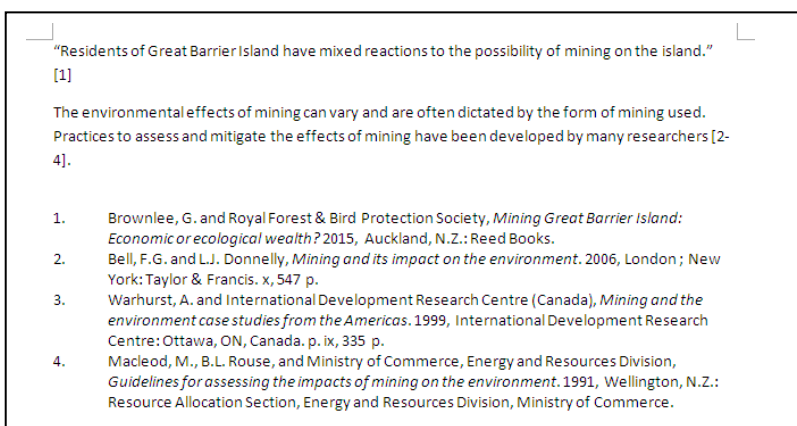 “Residents of Great Barrier Island have mixed reactions to the possibility of mining on the island.”
[1]
The environmental effects of mining can vary and are often dictated by the form of mining used.
Practices to assess and mitigate the effects of mining have been developed by many researchers [2-
4].
1. Brownlee, G. and Royal Forest & Bird Protection Society, Mining Great Barrier Island:
Economic or ecological wealth? 2015, Auckland, N.Z.: Reed Books.
2. Bell, F.G. and L.J. Donnelly, Mining and its impact on the environment. 2006, London ; New
York: Taylor & Francis. x, 547 p.
3. Warhurst, A. and International Development Research Centre (Canada), Mining and the
environment case studies from the Americas. 1999, International Development Research
Centre: Ottawa, ON, Canada. p. ix, 335 p.
4. Macleod, M., B.L. Rouse, and Ministry of Commerce, Energy and Resources Division,
Guidelines for assessing the impacts of mining on the environment. 1991, Wellington, N.Z.:
Resource Allocation Section, Energy and Resources Division, Ministry of Commerce.